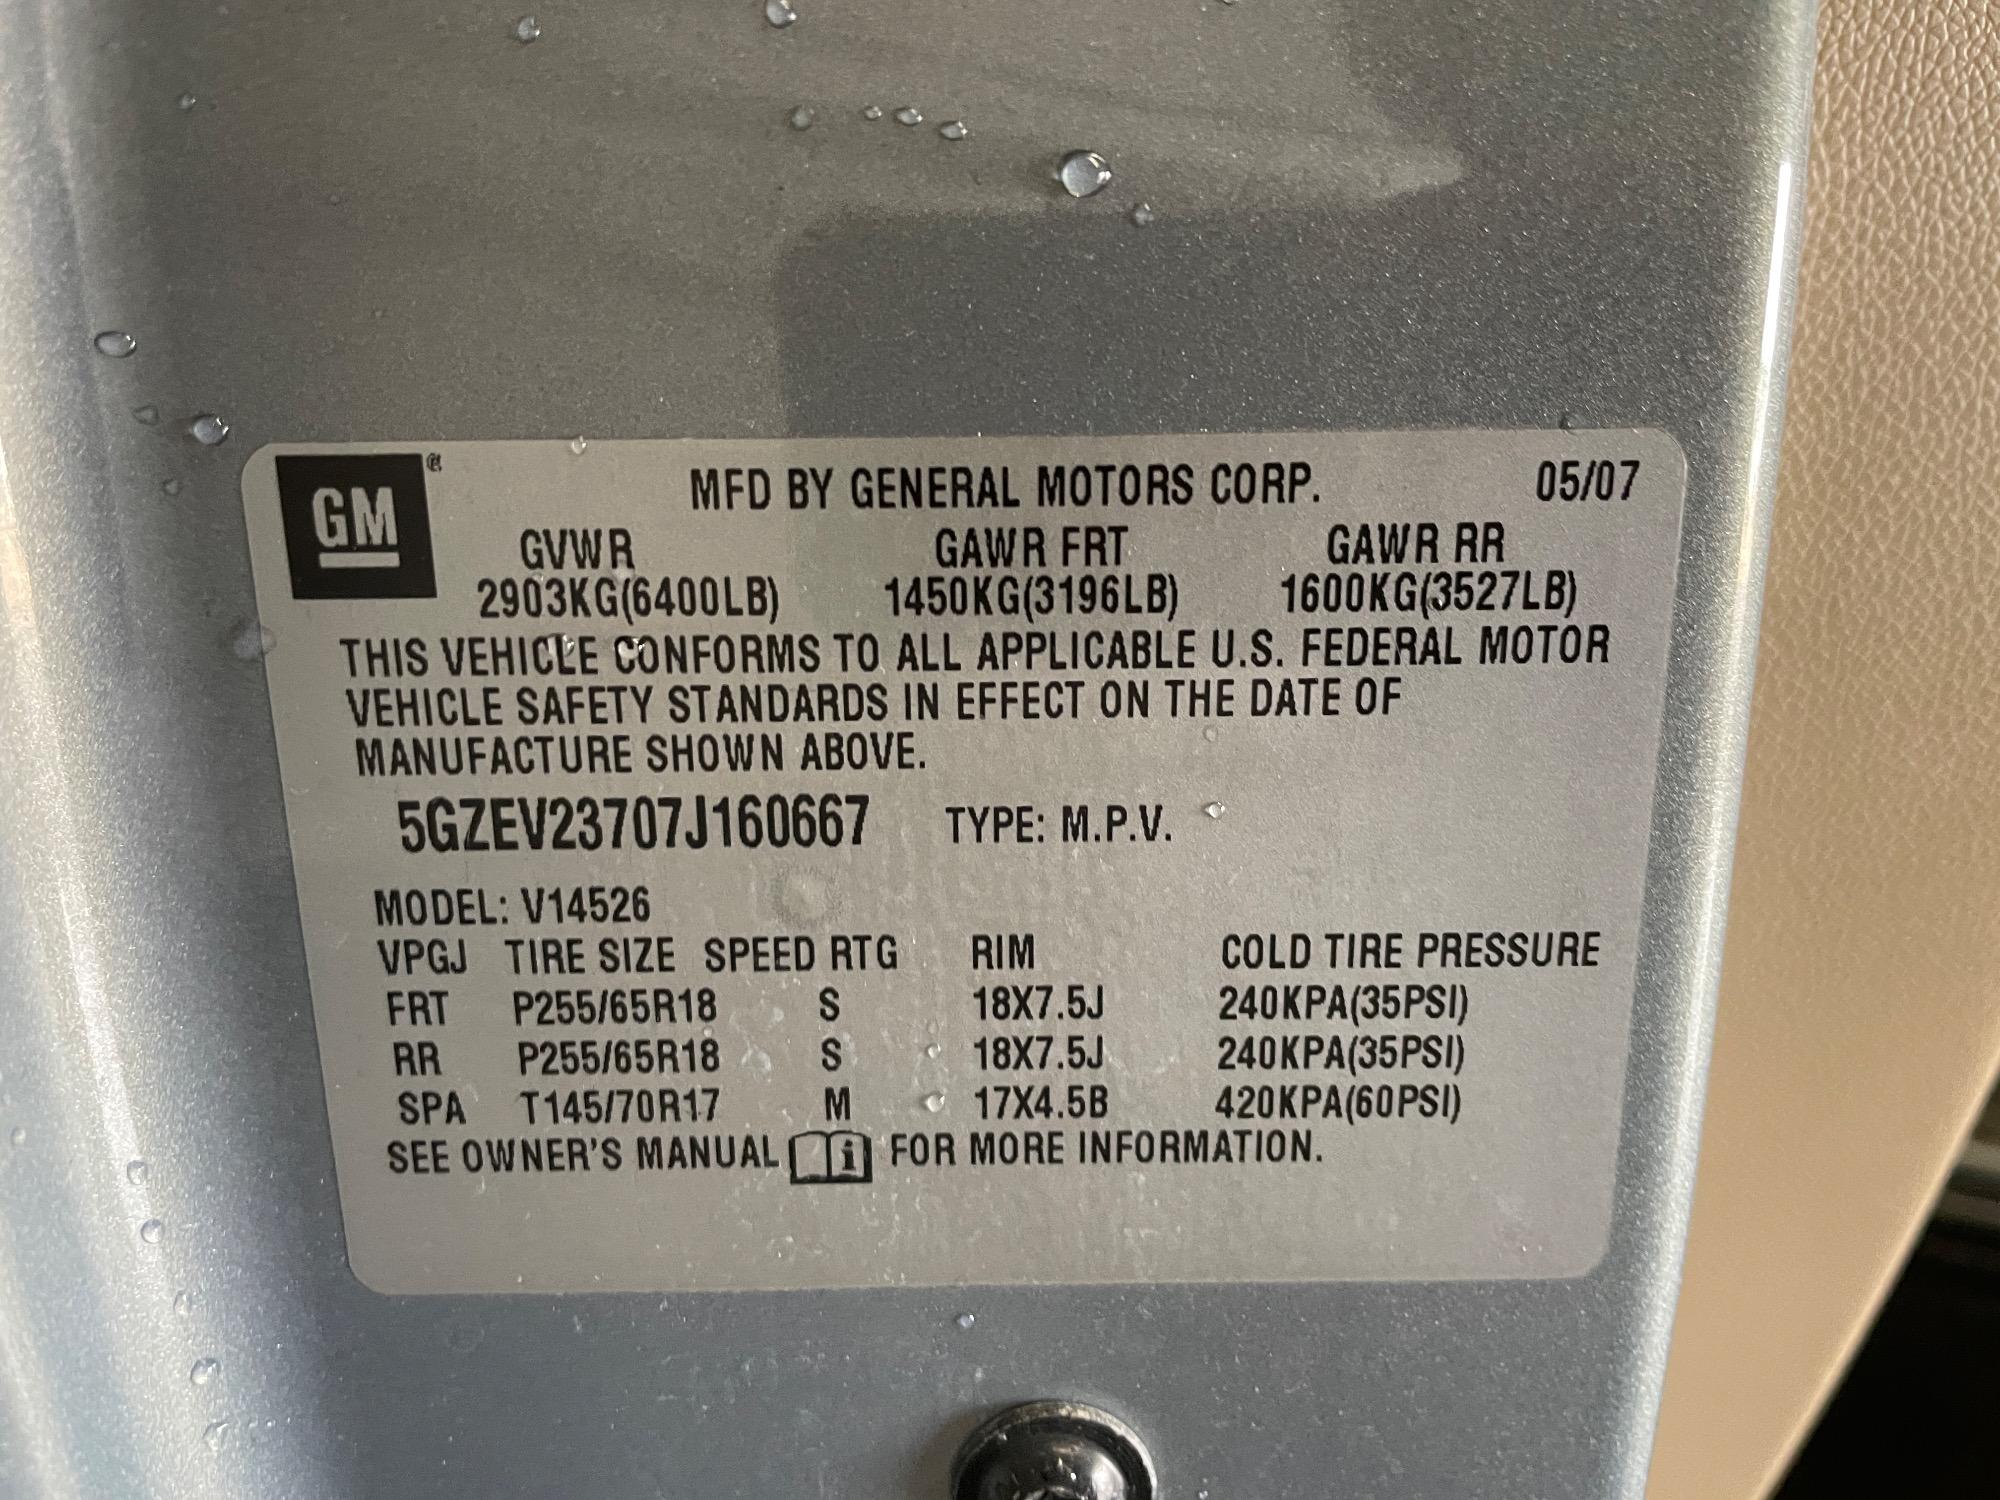 GM®
MFD BY GENERAL MOTORS CORP. 05/07
GVWR GAWR FRT GAWR RR
2903KG(6400LB) 1450KG(3196LB) 1600KG(3527LB)
THIS VEHICLE CONFORMS TO ALL APPLICABLE U.S. FEDERAL MOTOR
VEHICLE SAFETY STANDARDS IN EFFECT ON THE DATE OF
MANUFACTURE SHOWN ABOVE.
5GZEV23707J160667 TYPE: M.P.V.
MODEL: V14526
VPGJ TIRE SIZE SPEED RTG RIM COLD TIRE PRESSURE
FRT P255/65R18 S 18X7.5J 240KPA(35PSI)
RR P255/65R18 S 18X7.5J 240KPA(35PSI)
SPA T145/70R17 M 17X4.5B 420KPA(60PSI)
SEE OWNER'S MANUAL i FOR MORE INFORMATION.